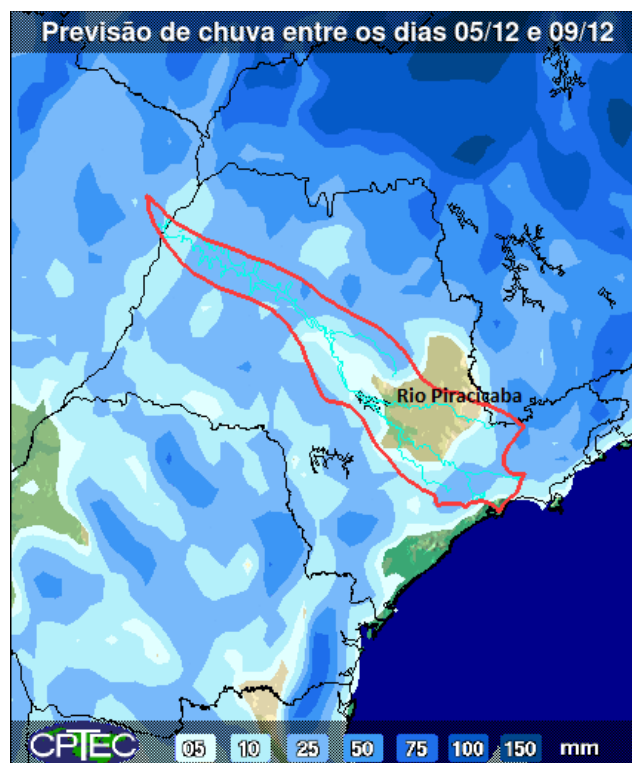 Previsão de chuva entre os dias 05/12 e 09/12
Rio Piracicaba
CPTEC 05 10 25 50 75 100 150 mm